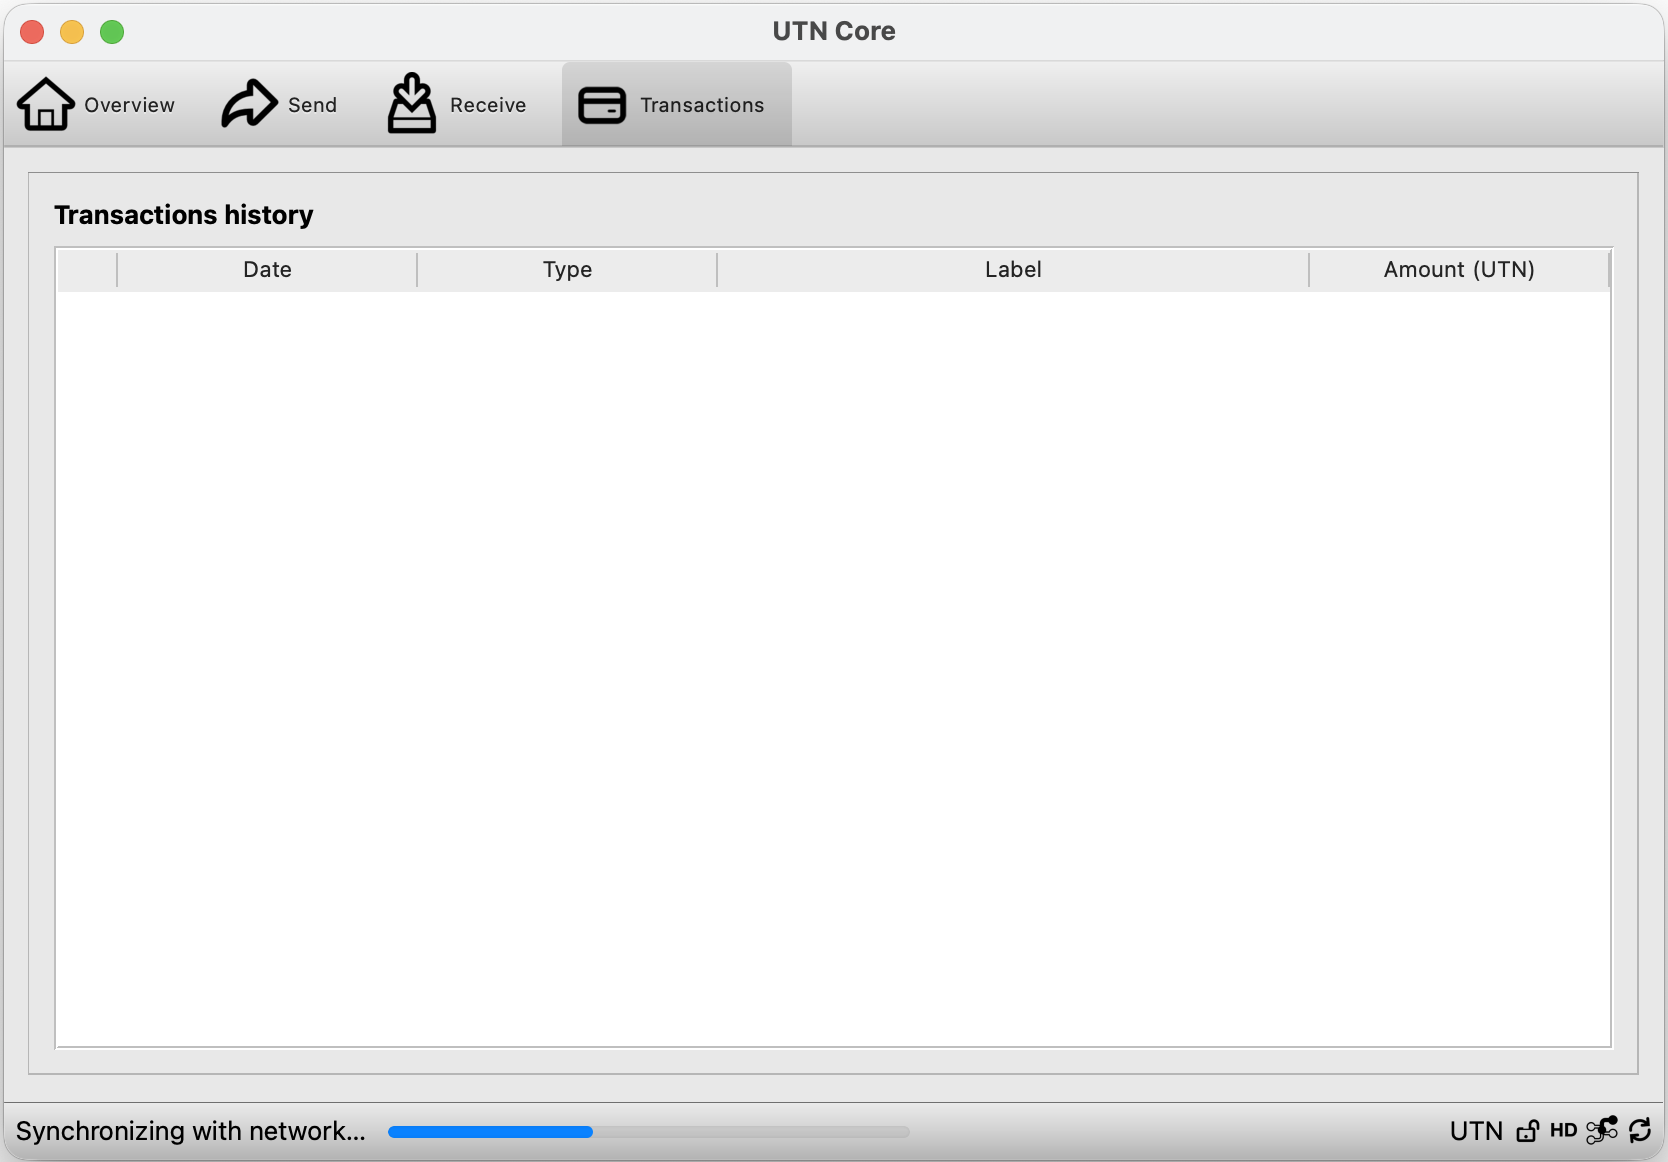 UTN Core
Overview Send Receive Transactions
Transactions history
Date Type Label Amount (UTN)
Synchronizing with network... UTN HD